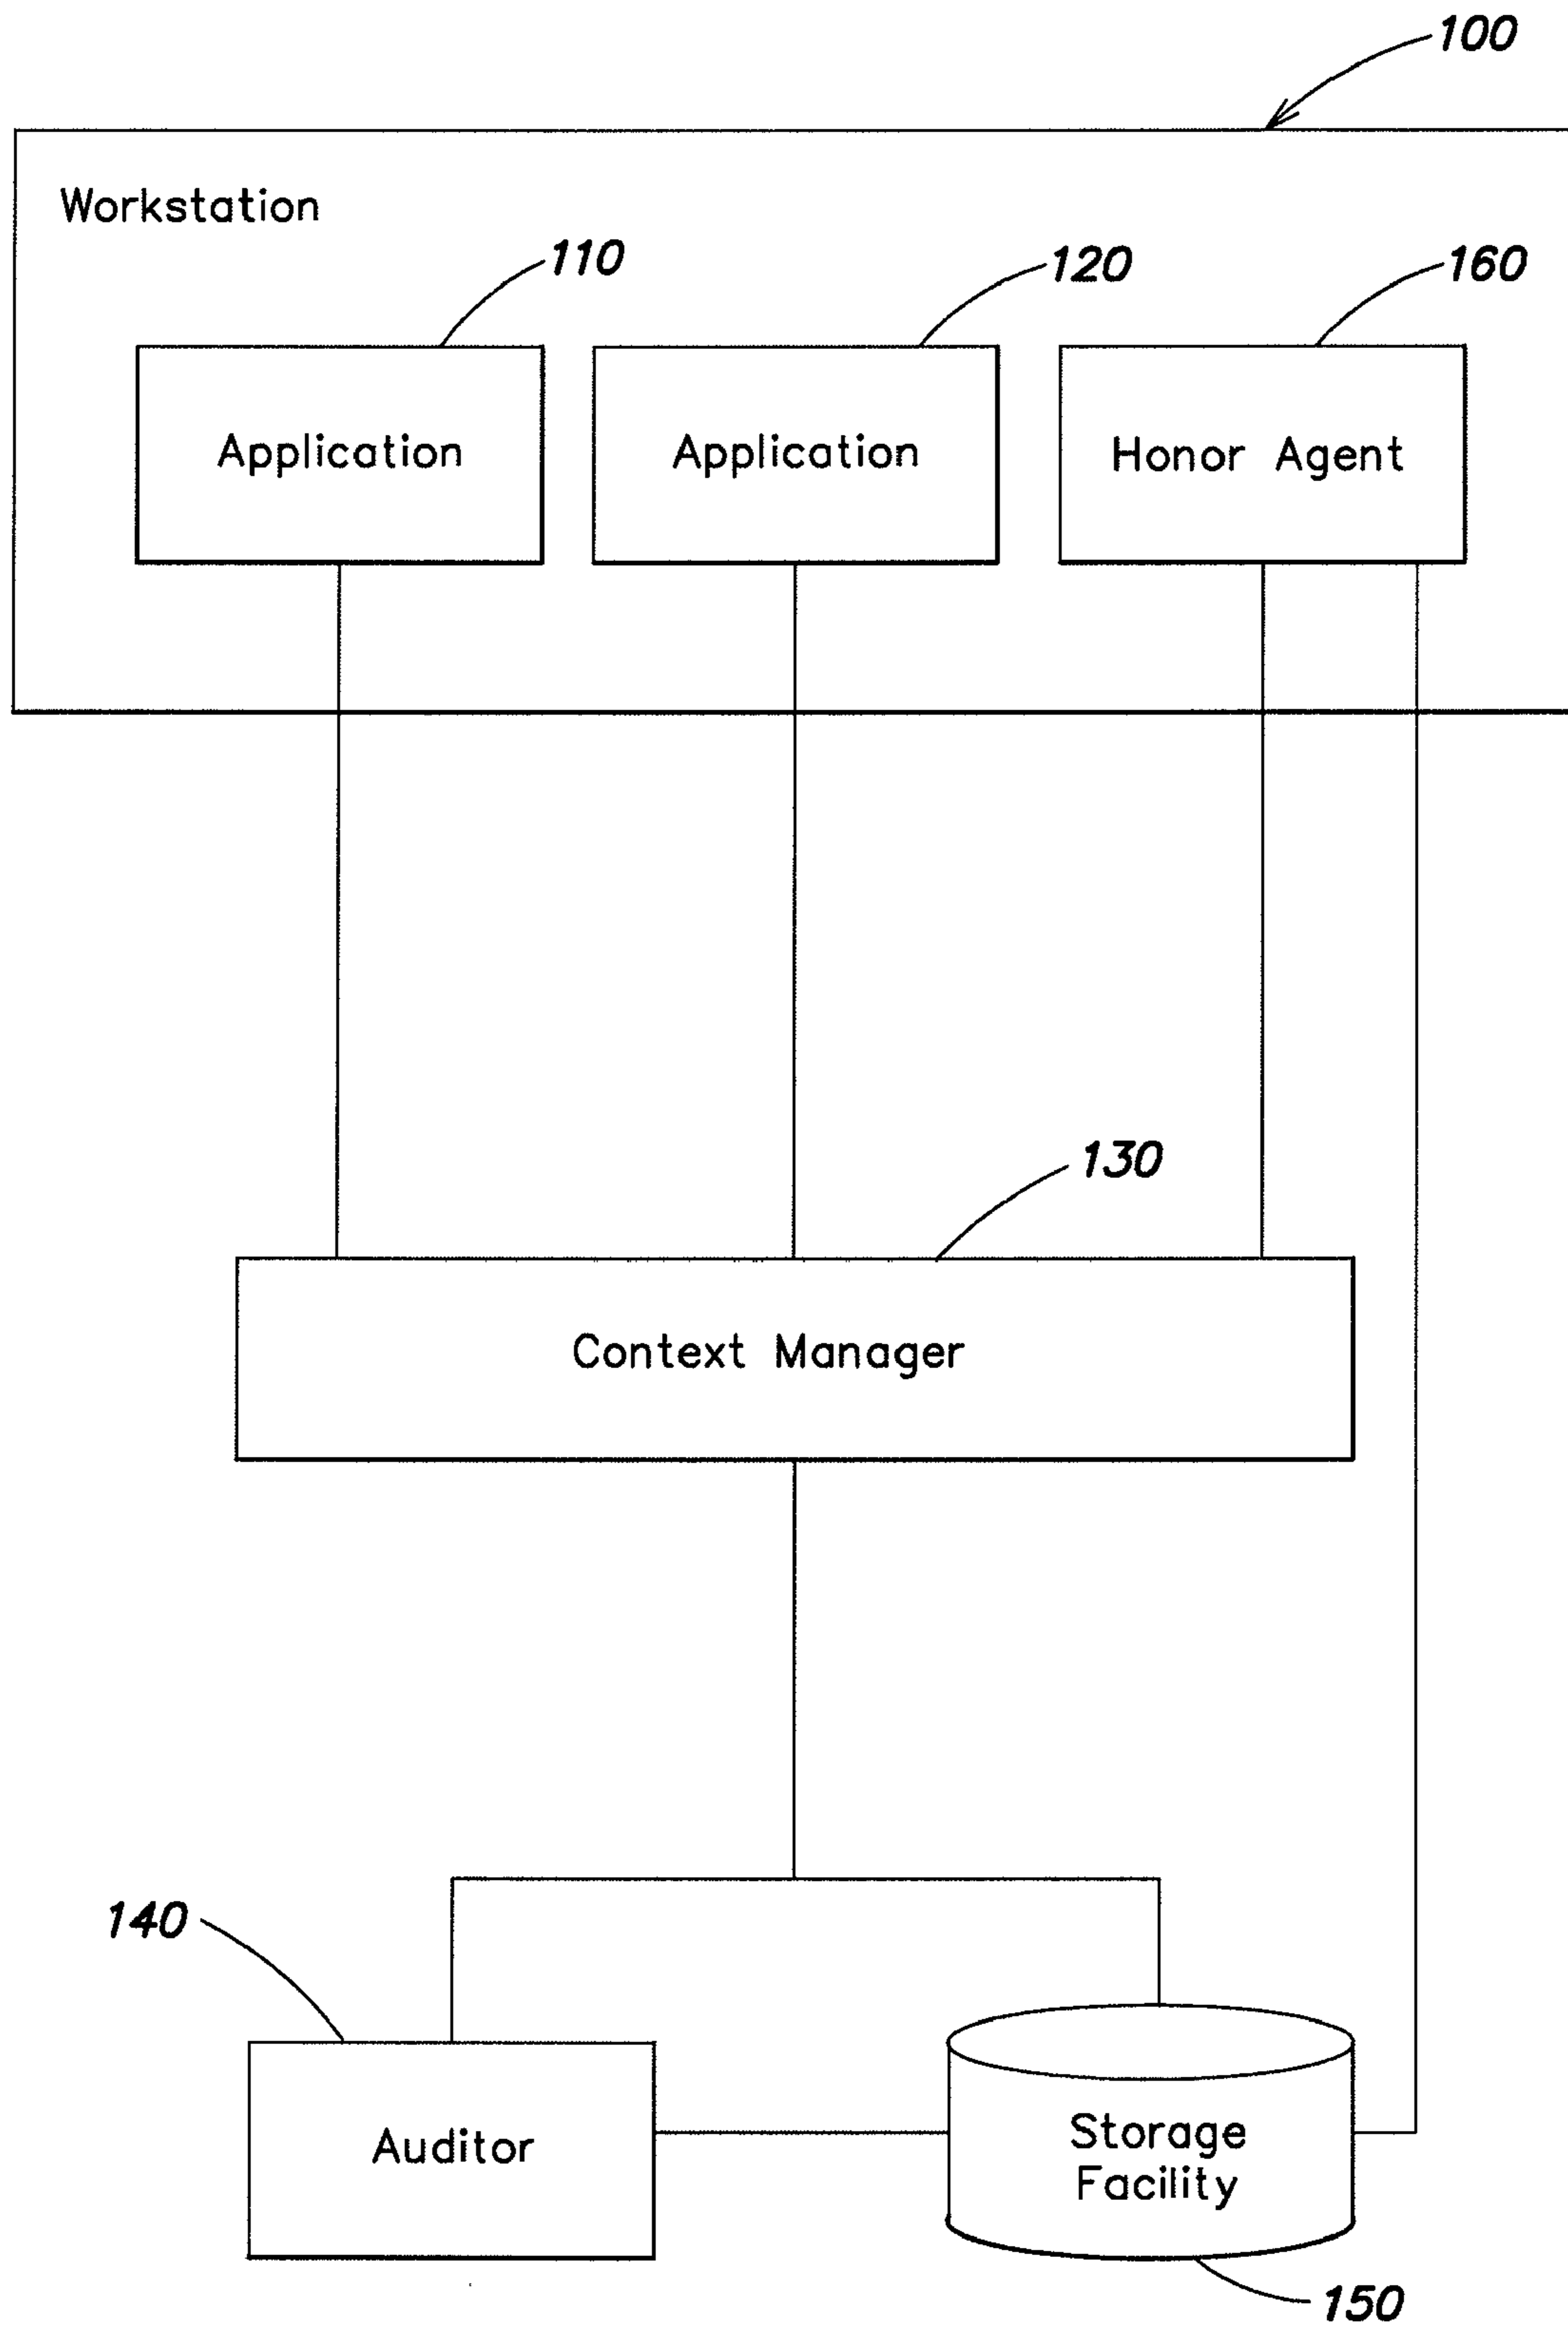 100
Workstation
110
120
160
Application
Application
Honor Agent
130
Context Manager
140
Auditor
Storage
Facility
150